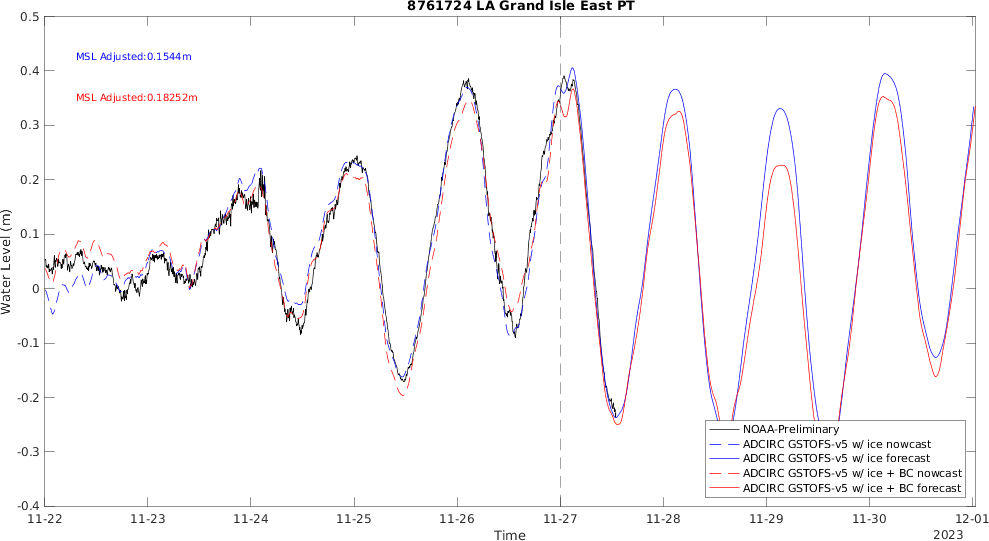 8761724 LA Grand Isle East PT
MSL Adjusted:0.1544m
MSL Adjusted:0.18252m
Water Level (m)
0.5
0.4
0.3
0.2
0.1
0
-0.1
-0.2
-0.3
-0.4
NOAA-Preliminary
ADCIRC GSTOFS-v5 w/ ice nowcast
ADCIRC GSTOFS-v5 w/ ice forecast
ADCIRC GSTOFS-v5 w/ ice + BC nowcast
ADCIRC GSTOFS-v5 w/ ice + BC forecast
11-22 11-23 11-24 11-25 11-26 11-27 11-28 11-29 11-30 12-01
Time
2023